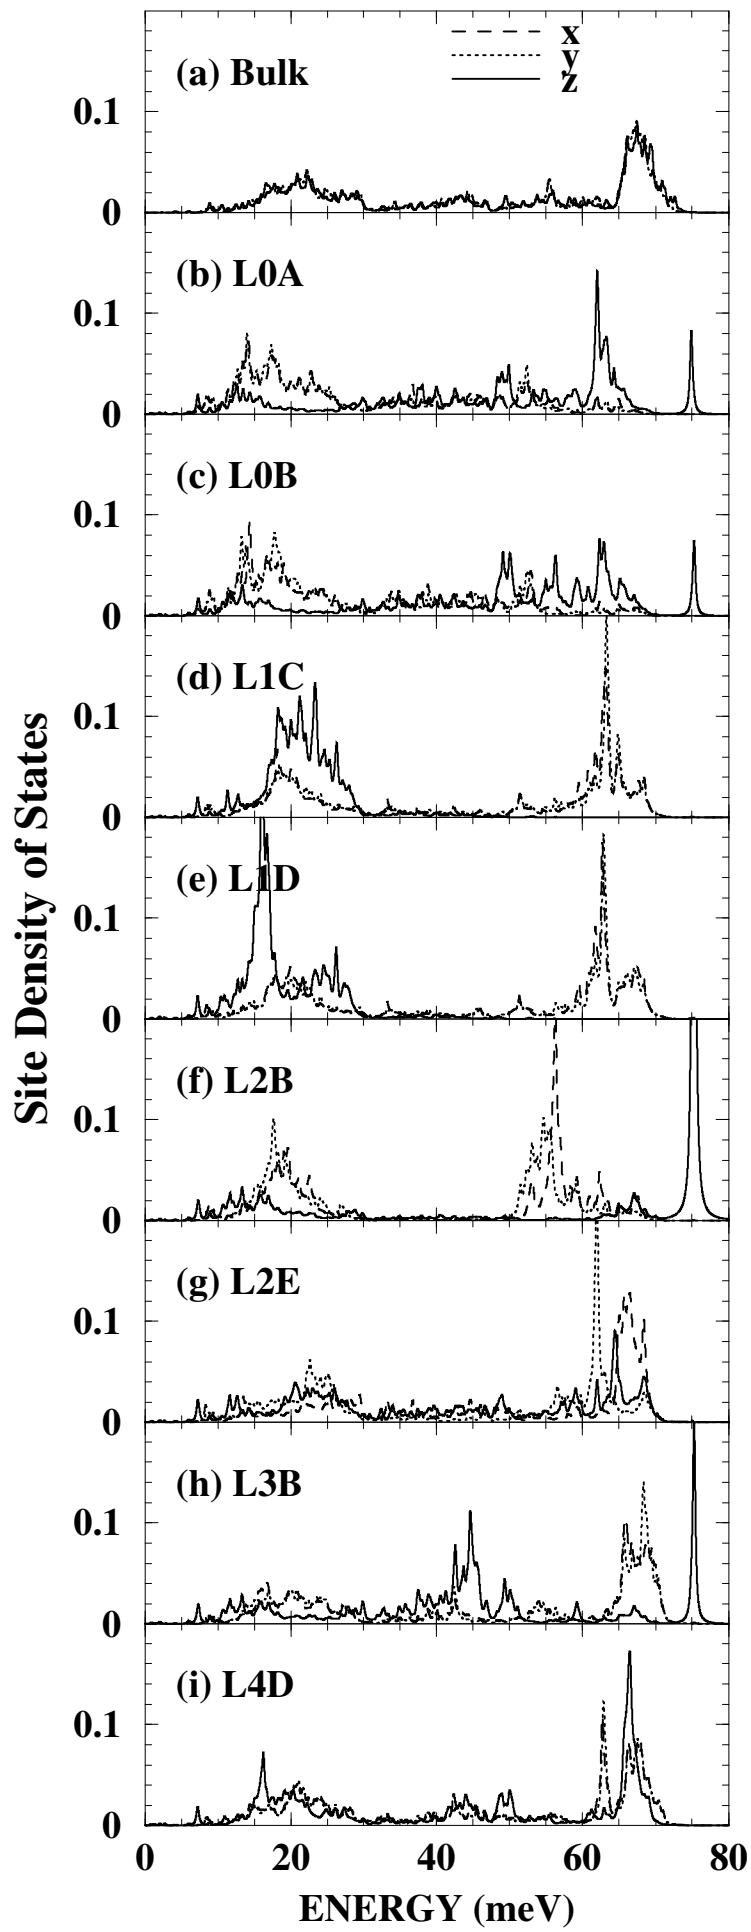 x
y
z
(a) Bulk
0.1
0
(b) L0A
0.1
0
(c) L0B
0.1
0
(d) L1C
0.1
0
(e) L1D
0.1
0
(f) L2B
0.1
0
(g) L2E
0.1
0
(h) L3B
0.1
0
(i) L4D
0.1
0
Site Density of States
0 20 40 60 80
ENERGY (meV)